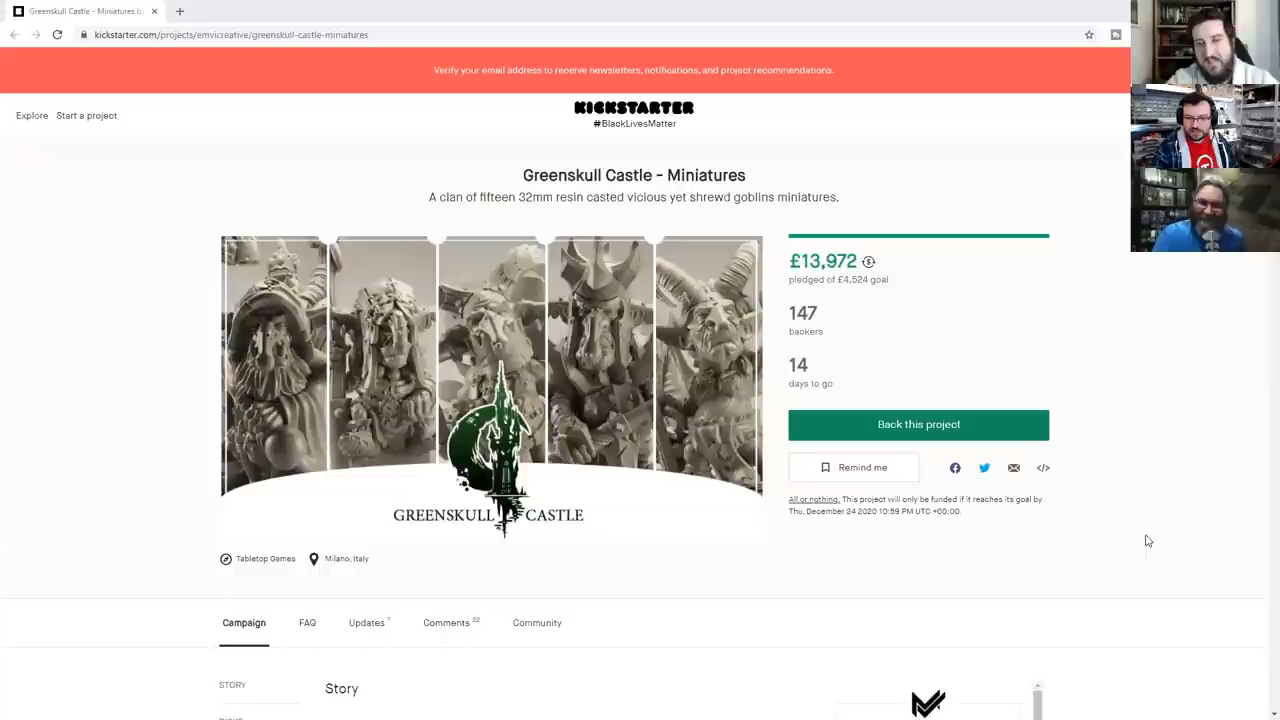 Greenskull Castle - Miniatures b
kickstarter.com/projects/emvicreative/greenskull-castle-miniatures
Verify your email address to receive newsletters, notifications, and project recommendations.
Explore
Start a project
KICKSTARTER
#BlackLivesMatter
Greenskull Castle - Miniatures
A clan of fifteen 32mm resin casted vicious yet shrewd goblins miniatures.
£13,972
pledged of £4,524 goal
147
backers
14
days to go
Back this project
Remind me
All or nothing. This project will only be funded if it reaches its goal by
Thu, December 24 2020 10:59 PM UTC +00:00.
GREENSKULL CASTLE
Tabletop Games
Milano, Italy
Campaign
FAQ
Updates 7
Comments 22
Community
STORY
Story